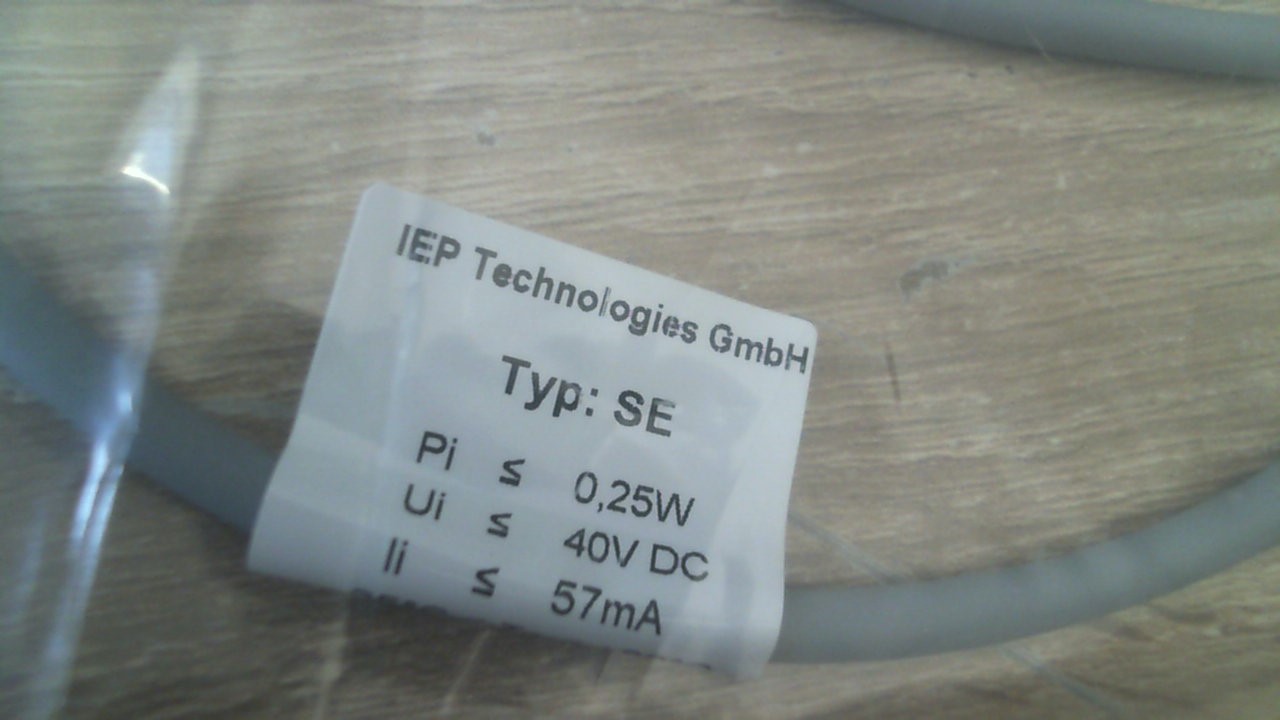 IEP Technologies GmbH
Typ: SE
Pi ≤ 0,25W
Ui ≤ 40V DC
Ii ≤ 57mA